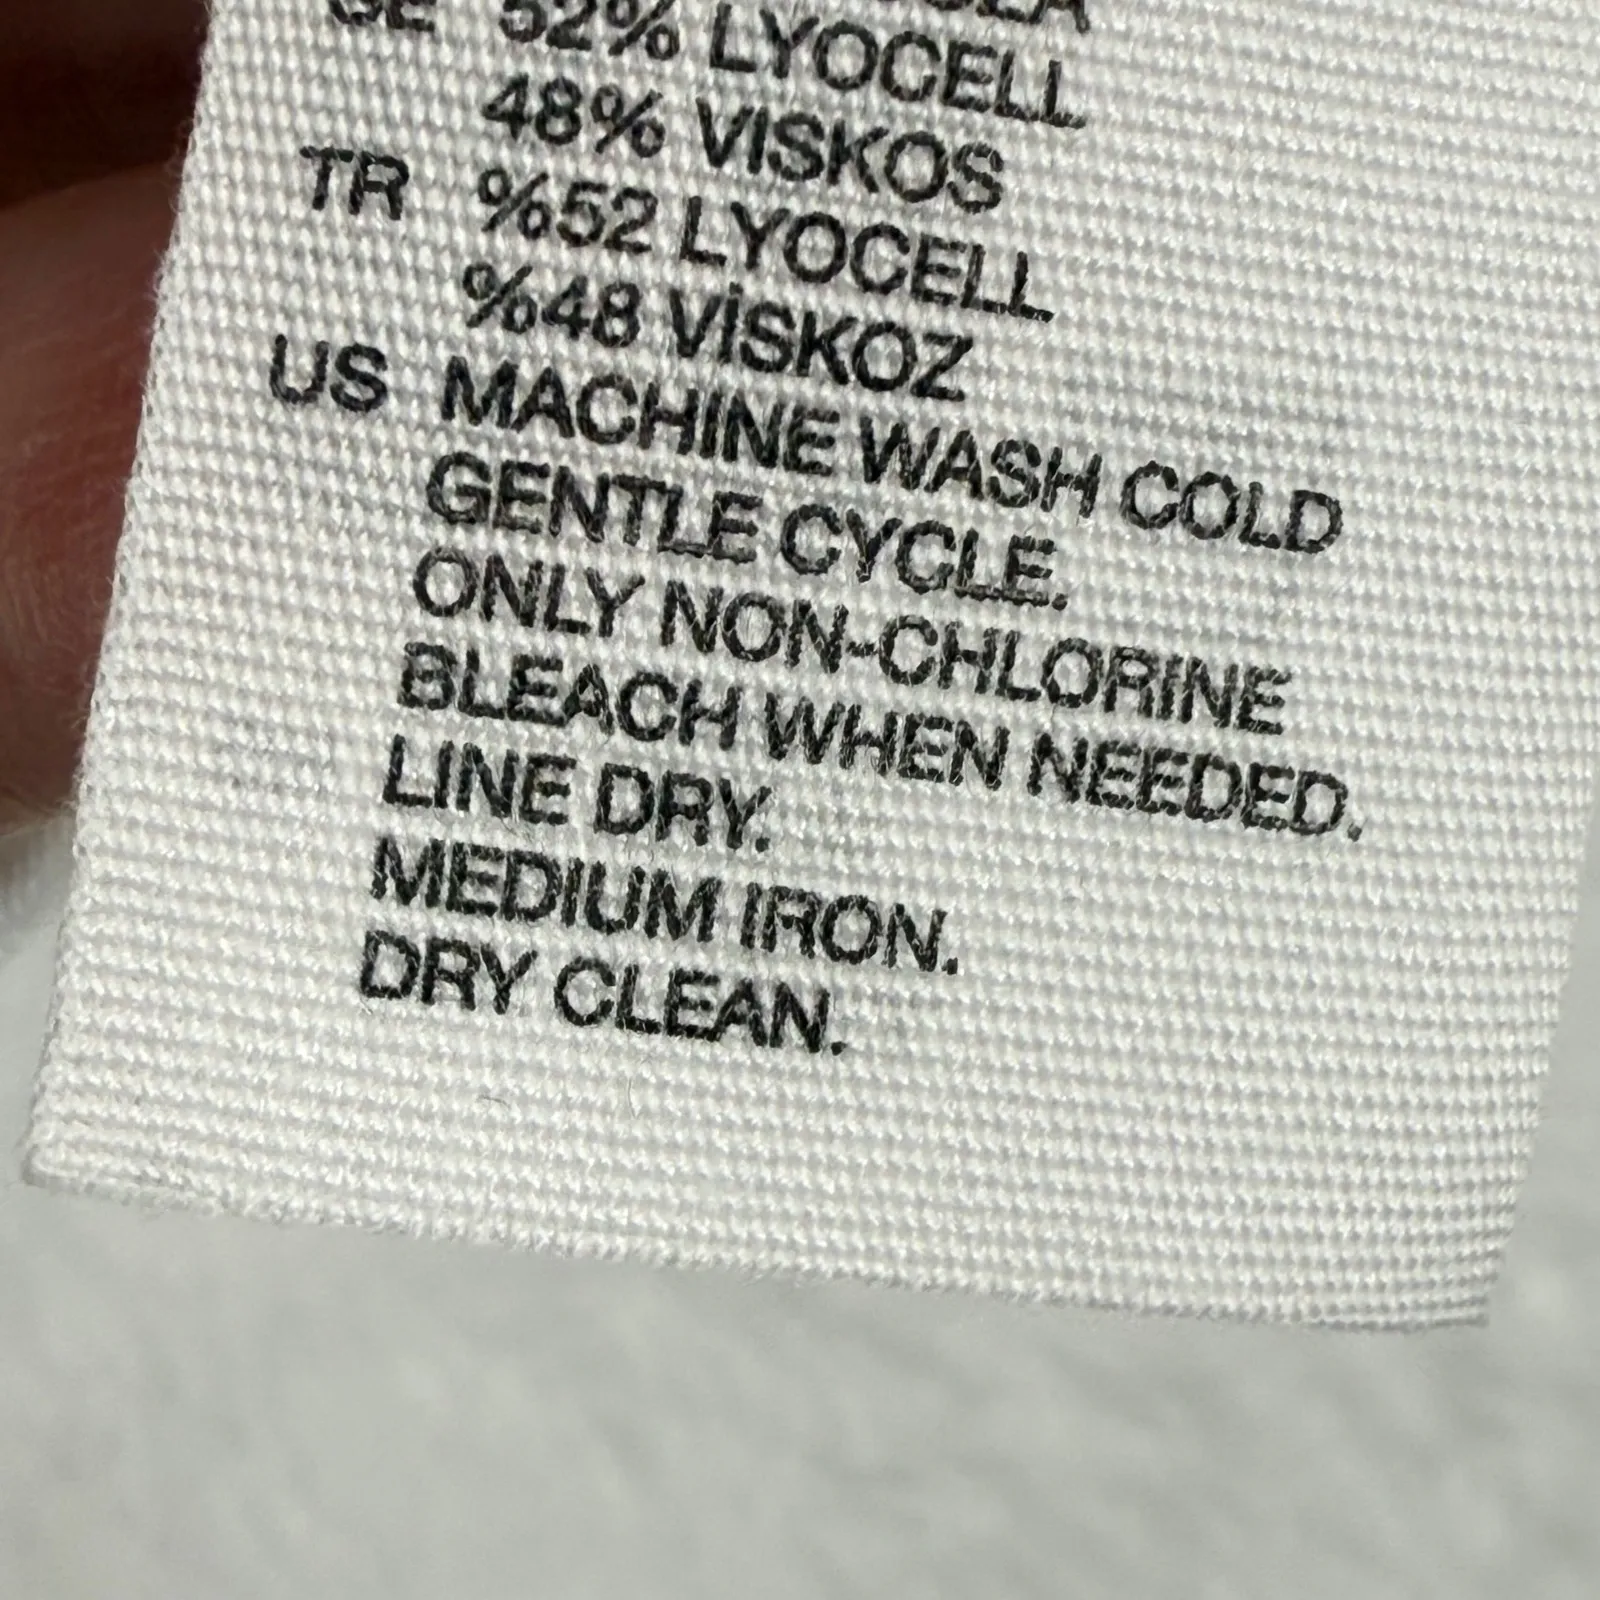 SE 52% LYOCELL
48% VISKOS
TR %52 LYOCELL
%48 VİSKOZ
US MACHINE WASH COLD
GENTLE CYCLE.
ONLY NON-CHLORINE
BLEACH WHEN NEEDED.
LINE DRY.
MEDIUM IRON.
DRY CLEAN.